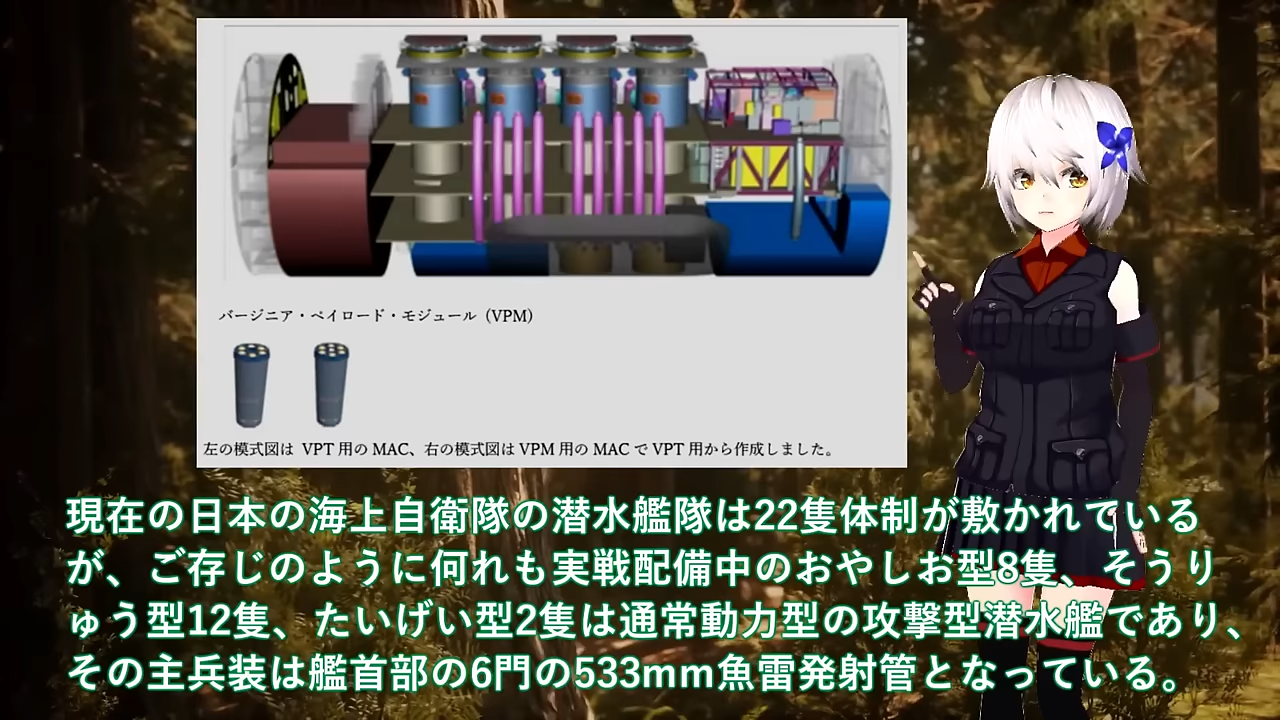 バージニア・ペイロード・モジュール（VPM）
左の模式図は VPT 用の MAC、右の模式図は VPM 用の MAC で VPT 用から作成しました。
現在の日本の海上自衛隊の潜水艦隊は22隻体制が敷かれている
が、ご存じのように何れも実戦配備中のおやしお型8隻、そうり
ゅう型12隻、たいげい型2隻は通常動力型の攻撃型潜水艦であり、
その主兵装は艦首部の6門の533mm魚雷発射管となっている。